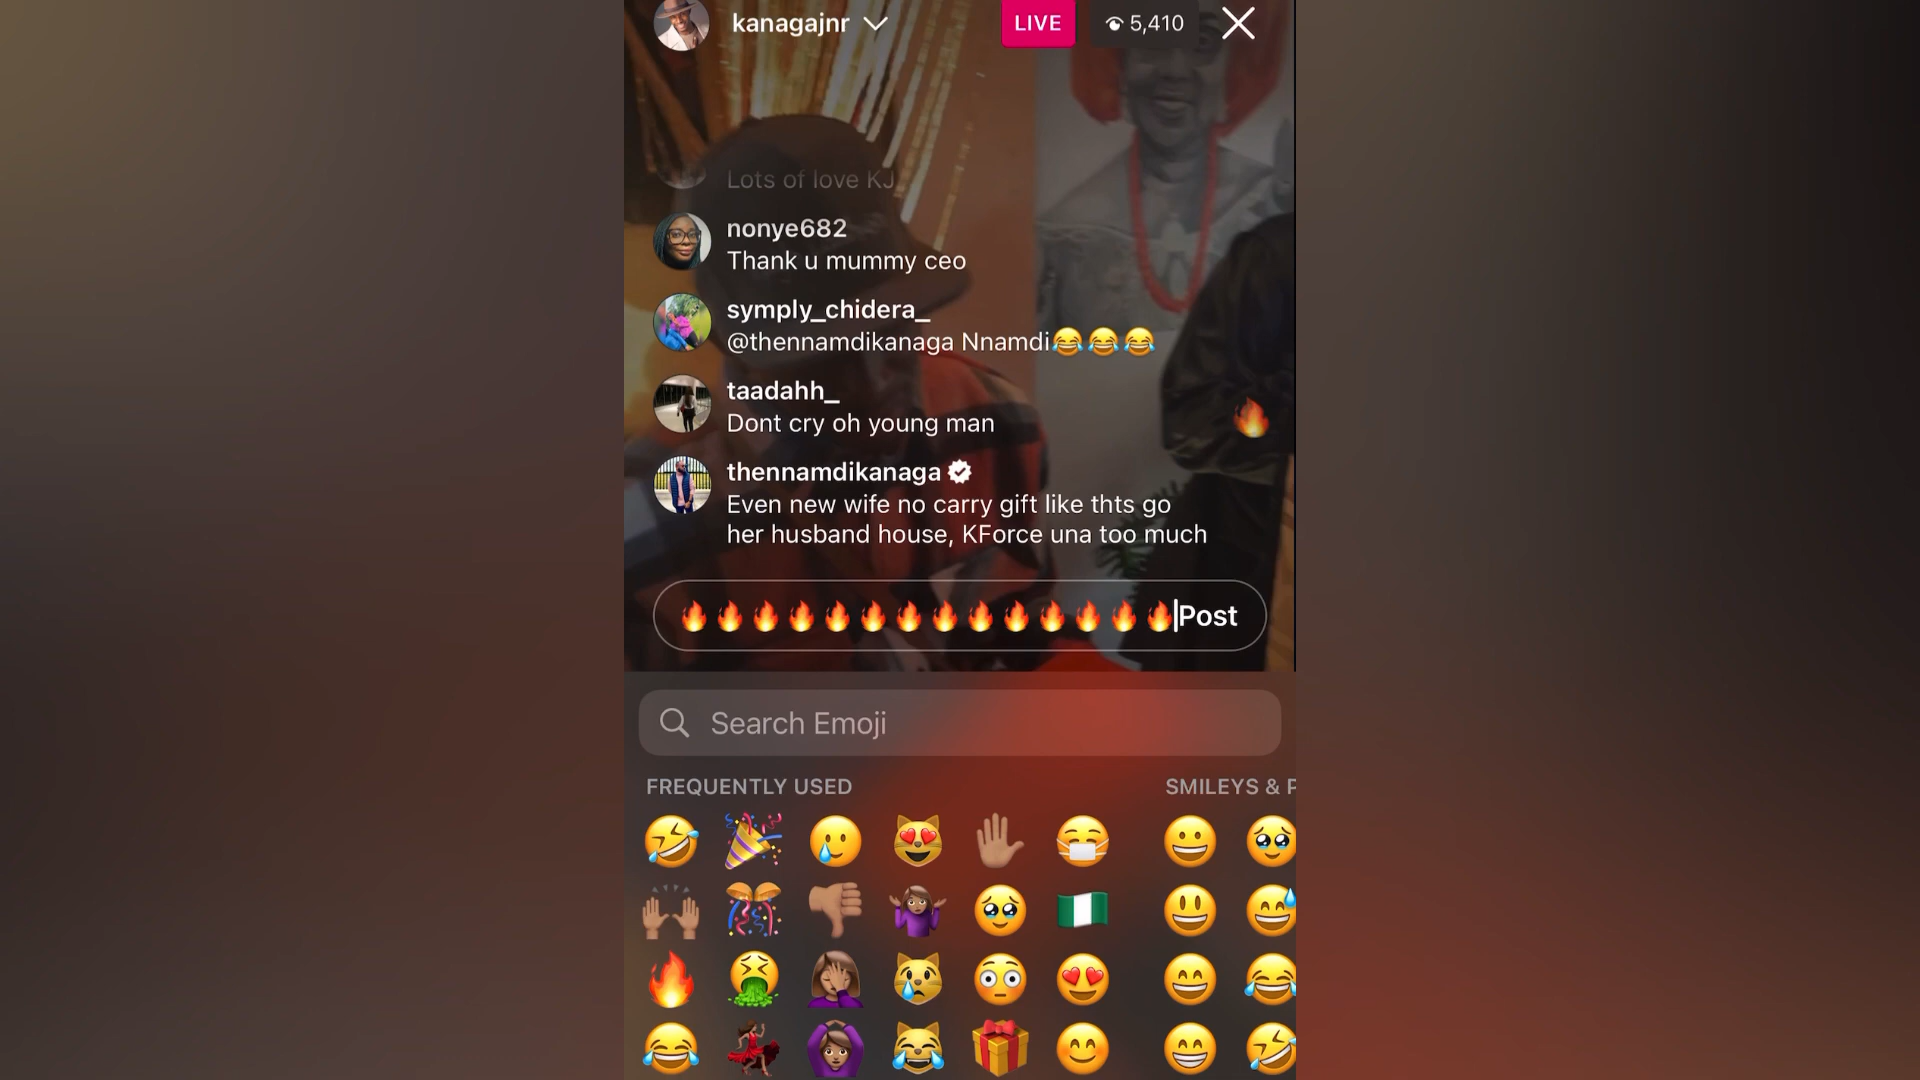 kanagajnr
LIVE
5,410
Lots of love KJ
nonye682
Thank u mummy ceo
symply_chidera_
@thennamdikanaga Nnamdi😂😂😂
taadahh_
Dont cry oh young man
thennamdikanaga
Even new wife no carry gift like thts go
her husband house, KForce una too much
🔥🔥🔥🔥🔥🔥🔥🔥🔥🔥🔥🔥🔥🔥Post
Search Emoji
FREQUENTLY USED
SMILEYS & P